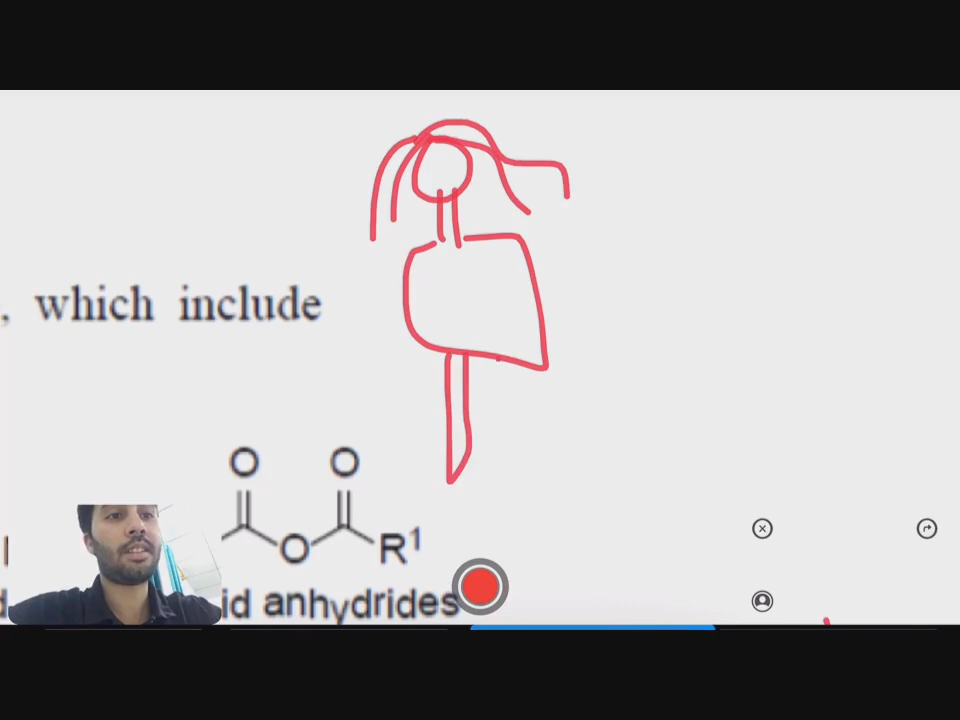 , which include
O O
O R¹
id anhydrides